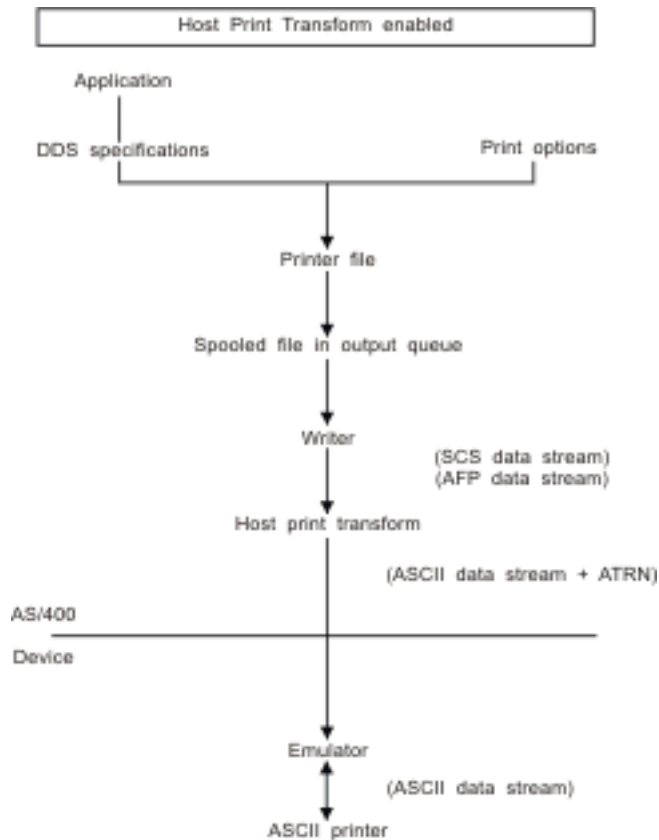 Host Print Transform enabled
Application
DDS specifications
Print options
Printer file
Spooled file in output queue
Writer
(SCS data stream)
(AFP data stream)
Host print transform
(ASCII data stream + ATRN)
AS/400
Device
Emulator
(ASCII data stream)
ASCII printer